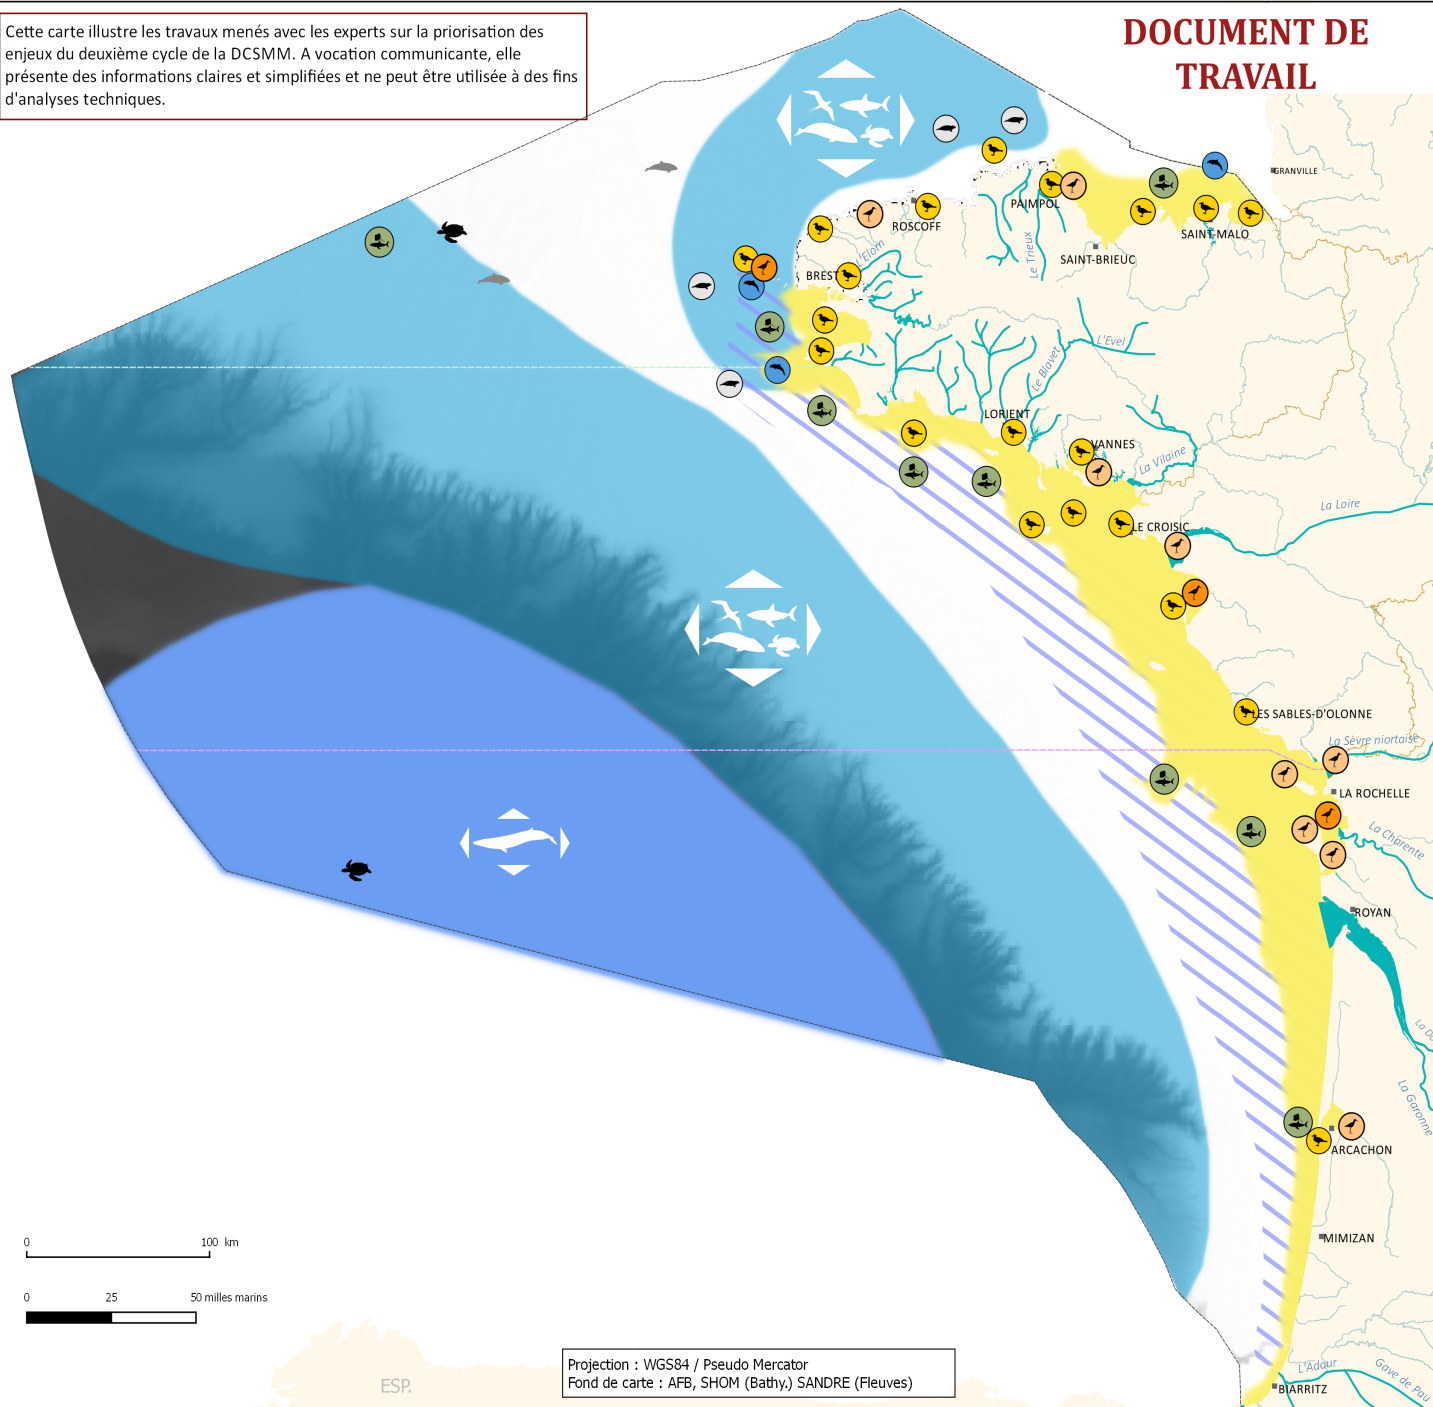 Cette carte illustre les travaux menés avec les experts sur la priorisation des
enjeux du deuxième cycle de la DCSMM. A vocation communicante, elle
présente des informations claires et simplifiées et ne peut être utilisée à des fins
d'analyses techniques.
DOCUMENT DE
TRAVAIL
GRANVILLE
PAIMPOL
ROSCOFF
SAINT-MALO
SAINT-BRIEUC
Le Trieux
L'Elorn
BREST
L'Evel
Le Blavet
LORIENT
VANNES
La Vilaine
La Loire
LE CROISIC
LES SABLES-D'OLONNE
La Sèvre niortaise
LA ROCHELLE
La Charente
ROYAN
La Do
La Garonne
ARCACHON
MIMIZAN
0 100 km
0 25 50 milles marins
Projection : WGS84 / Pseudo Mercator
Fond de carte : AFB, SHOM (Bathy.) SANDRE (Fleuves)
ESP.
L'Adour
Gave de Pau
BIARRITZ